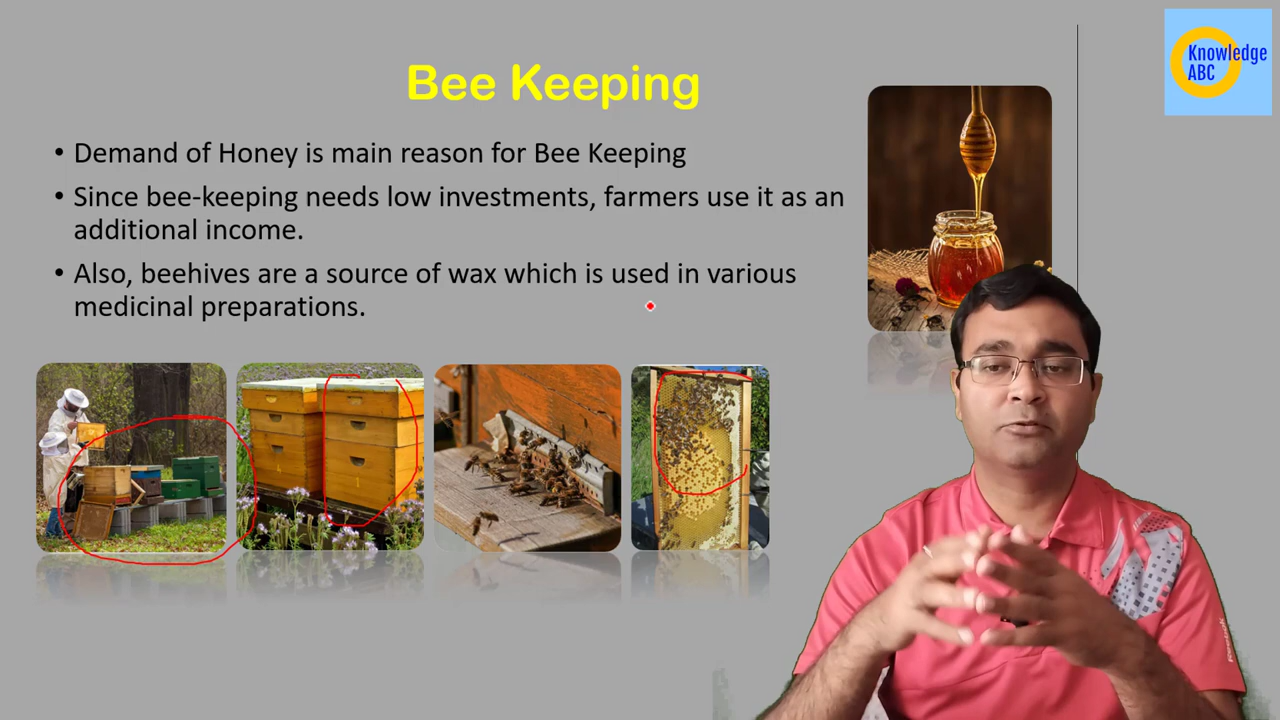 Bee Keeping
• Demand of Honey is main reason for Bee Keeping
• Since bee-keeping needs low investments, farmers use it as an
additional income.
• Also, beehives are a source of wax which is used in various
medicinal preparations.
Knowledge
ABC
Reebok